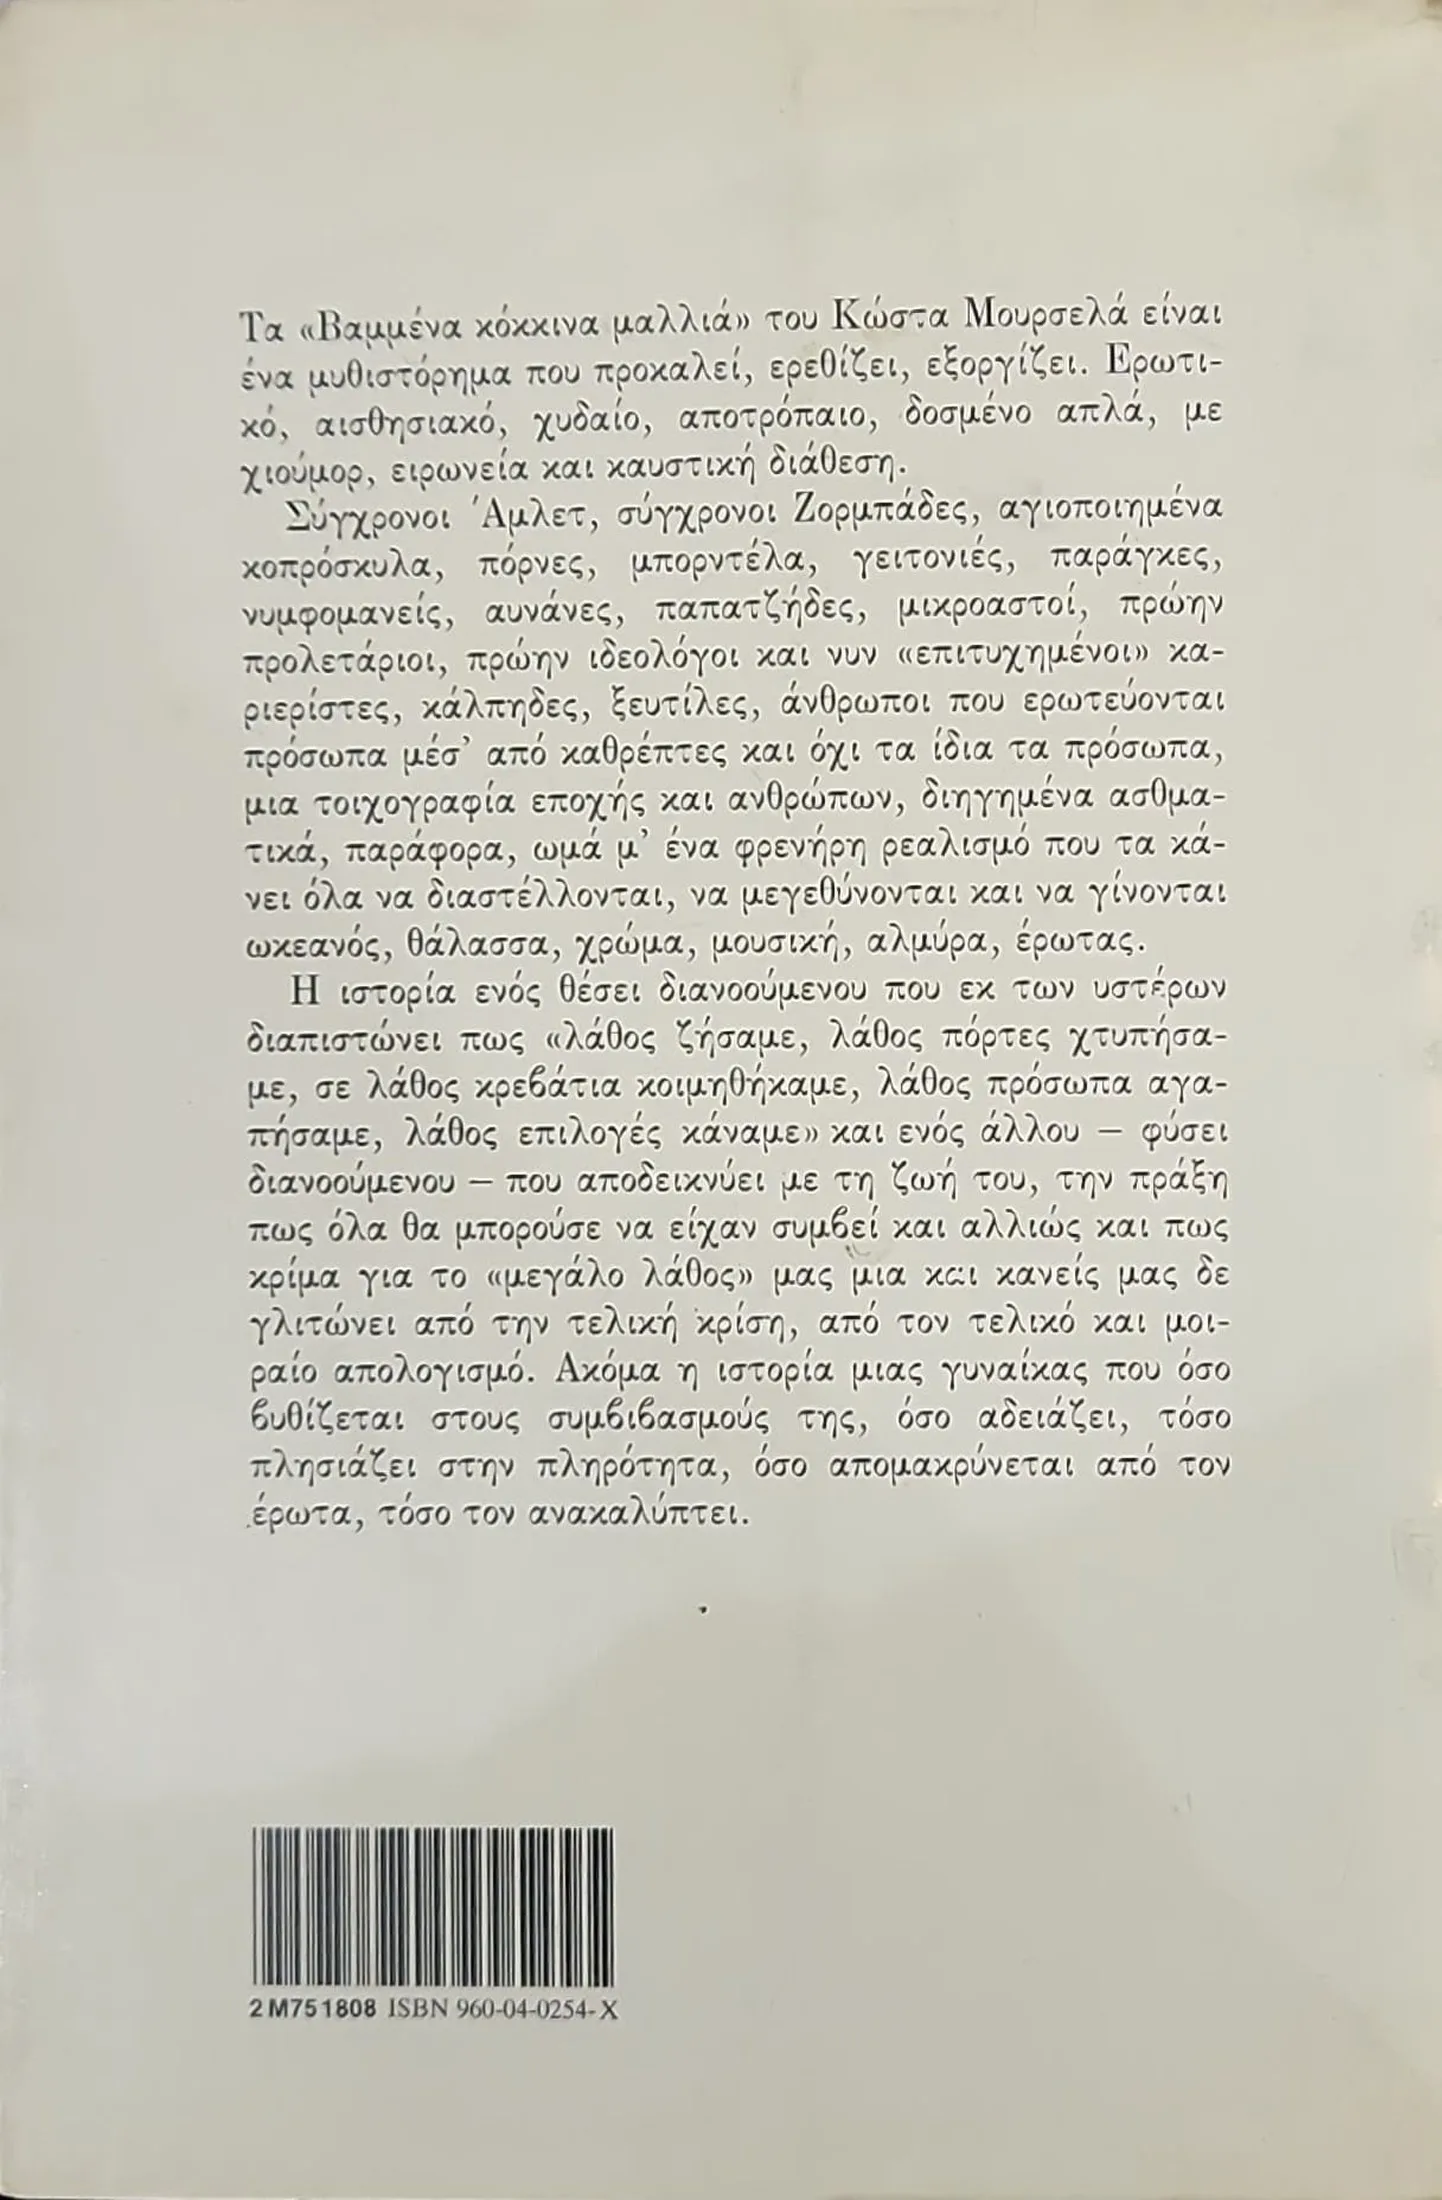 Τα «Βαμμένα κόκκινα μαλλιά» του Κώστα Μουρσελά είναι
ένα μυθιστόρημα που προκαλεί, ερεθίζει, εξοργίζει. Ερωτι-
κό, αισθησιακό, χυδαίο, αποτρόπαιο, δοσμένο απλά, με
χιούμορ, ειρωνεία και καυστική διάθεση.
Σύγχρονοι Άμλετ, σύγχρονοι Ζορμπάδες, αγιοποιημένα
κοπρόσκυλα, πόρνες, μπορντέλα, γειτονιές, παράγκες,
νυμφομανείς, αυνάνες, παπατζήδες, μικροαστοί, πρώην
προλετάριοι, πρώην ιδεολόγοι και νυν «επιτυχημένοι» κα-
ριερίστες, κάλπηδες, ξευτίλες, άνθρωποι που ερωτεύονται
πρόσωπα μέσ' από καθρέπτες και όχι τα ίδια τα πρόσωπα,
μια τοιχογραφία εποχής και ανθρώπων, διηγημένα ασθμα-
τικά, παράφορα, ωμά μ' ένα φρενήρη ρεαλισμό που τα κά-
νει όλα να διαστέλλονται, να μεγεθύνονται και να γίνονται
ωκεανός, θάλασσα, χρώμα, μουσική, αλμύρα, έρωτας.
Η ιστορία ενός θέσει διανοούμενου που εκ των υστέρων
διαπιστώνει πως «λάθος ζήσαμε, λάθος πόρτες χτυπήσα-
με, σε λάθος κρεβάτια κοιμηθήκαμε, λάθος πρόσωπα αγα-
πήσαμε, λάθος επιλογές κάναμε» και ενός άλλου — φύσει
διανοούμενου — που αποδεικνύει με τη ζωή του, την πράξη
πως όλα θα μπορούσε να είχαν συμβεί και αλλιώς και πως
κρίμα για το «μεγάλο λάθος» μας μια και κανείς μας δε
γλιτώνει από την τελική κρίση, από τον τελικό και μοι-
ραίο απολογισμό. Ακόμα η ιστορία μιας γυναίκας που όσο
βυθίζεται στους συμβιβασμούς της, όσο αδειάζει, τόσο
πλησιάζει στην πληρότητα, όσο απομακρύνεται από τον
έρωτα, τόσο τον ανακαλύπτει.
2M751808 ISBN 960-04-0254-X